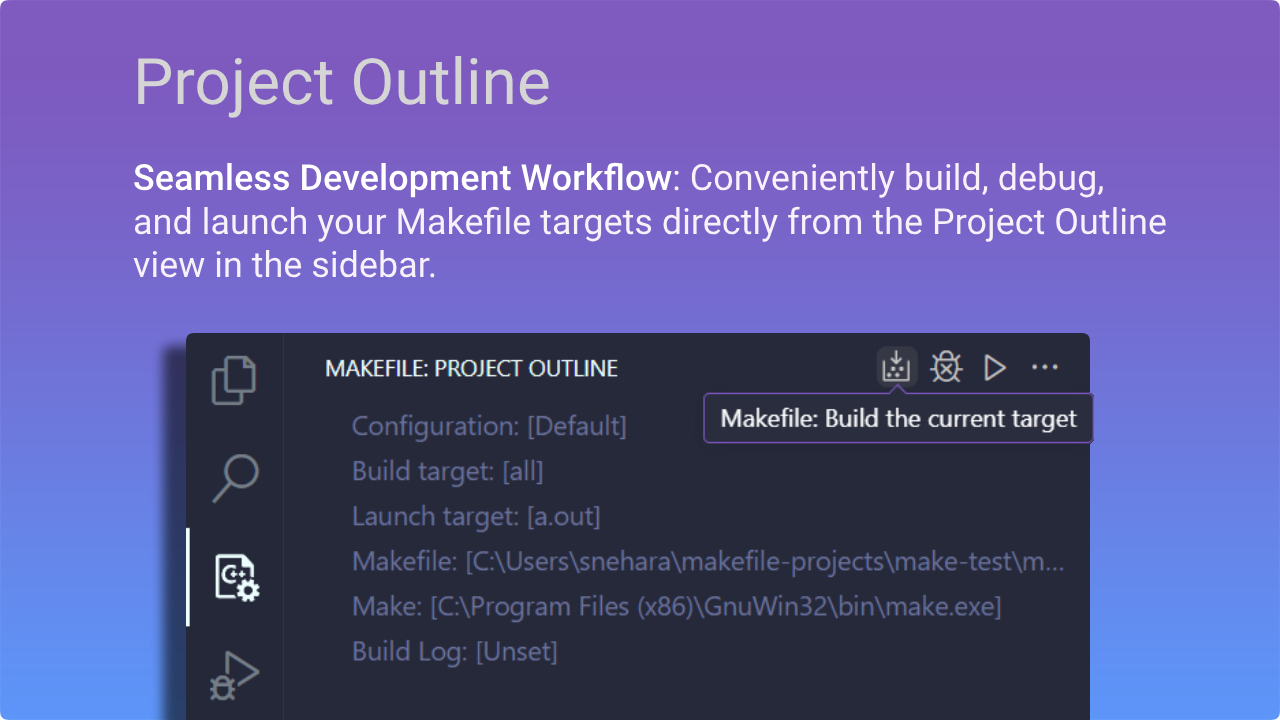 Project Outline
Seamless Development Workflow: Conveniently build, debug,
and launch your Makefile targets directly from the Project Outline
view in the sidebar.
MAKEFILE: PROJECT OUTLINE
Makefile: Build the current target
Configuration: [Default]
Build target: [all]
Launch target: [a.out]
Makefile: [C:\Users\snehara\makefile-projects\make-test\m...
Make: [C:\Program Files (x86)\GnuWin32\bin\make.exe]
Build Log: [Unset]
C++